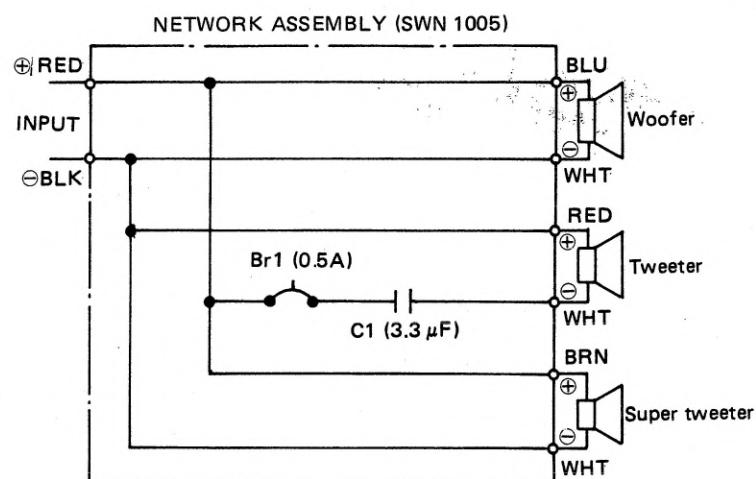 NETWORK ASSEMBLY (SWN 1005)
⊕ RED
BLU
⊕
INPUT
Woofer
⊖
⊖BLK
WHT
RED
⊕
Br1 (0.5A)
Tweeter
⊖
C1 (3.3 μF)
WHT
BRN
⊕
Super tweeter
⊖
WHT